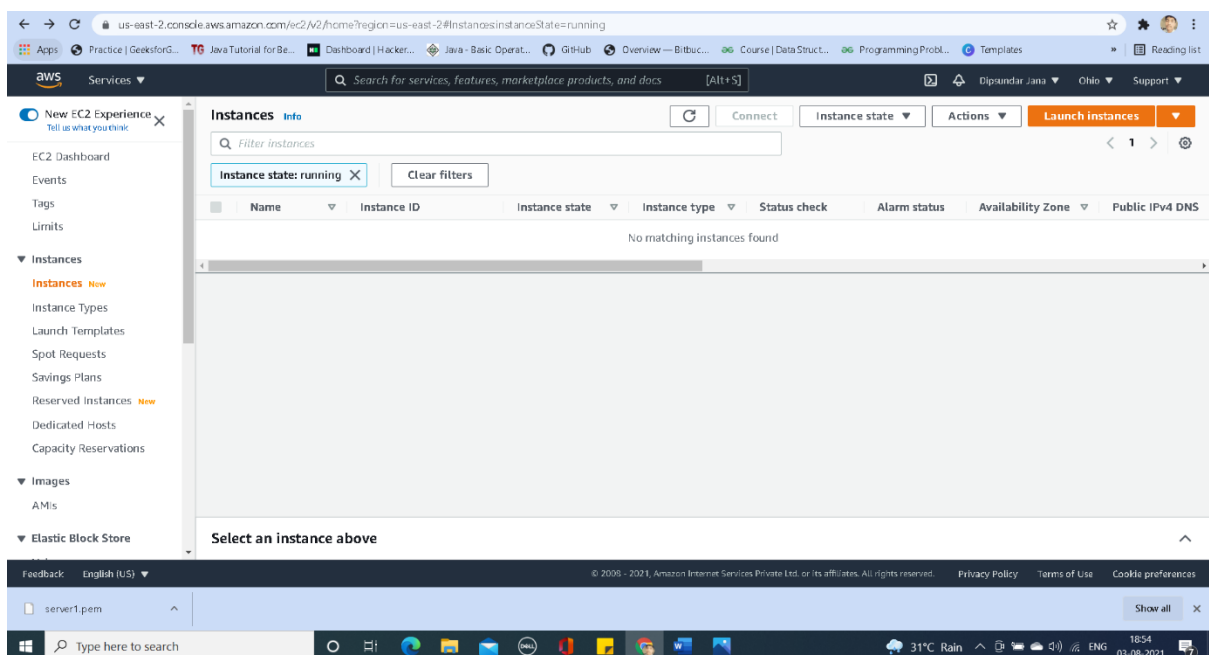 us-east-2.console.aws.amazon.com/ec2/v2/home?region=us-east-2#Instances:instanceState=running
Apps Practice | GeeksforG... Java Tutorial for Be... Dashboard | Hacker... Java - Basic Operat... GitHub Overview — Bitbuc... Course | Data Struct... Programming Probl... Templates » Reading list
aws Services ▼ Search for services, features, marketplace products, and docs [Alt+S] Dipsundar Jana ▼ Ohio ▼ Support ▼
New EC2 Experience
Tell us what you think
EC2 Dashboard
Events
Tags
Limits
▼ Instances
Instances New
Instance Types
Launch Templates
Spot Requests
Savings Plans
Reserved Instances New
Dedicated Hosts
Capacity Reservations
▼ Images
AMIs
▼ Elastic Block Store
Instances Info Connect Instance state ▼ Actions ▼ Launch instances ▼
Filter instances < 1 >
Instance state: running X Clear filters
Name Instance ID Instance state Instance type Status check Alarm status Availability Zone Public IPv4 DNS
No matching instances found
Select an instance above
Feedback English (US) ▼ © 2008 - 2021, Amazon Internet Services Private Ltd. or its affiliates. All rights reserved. Privacy Policy Terms of Use Cookie preferences
server1.pem Show all X
Type here to search DELL W 31°C Rain ENG 18:54
03-08-2021